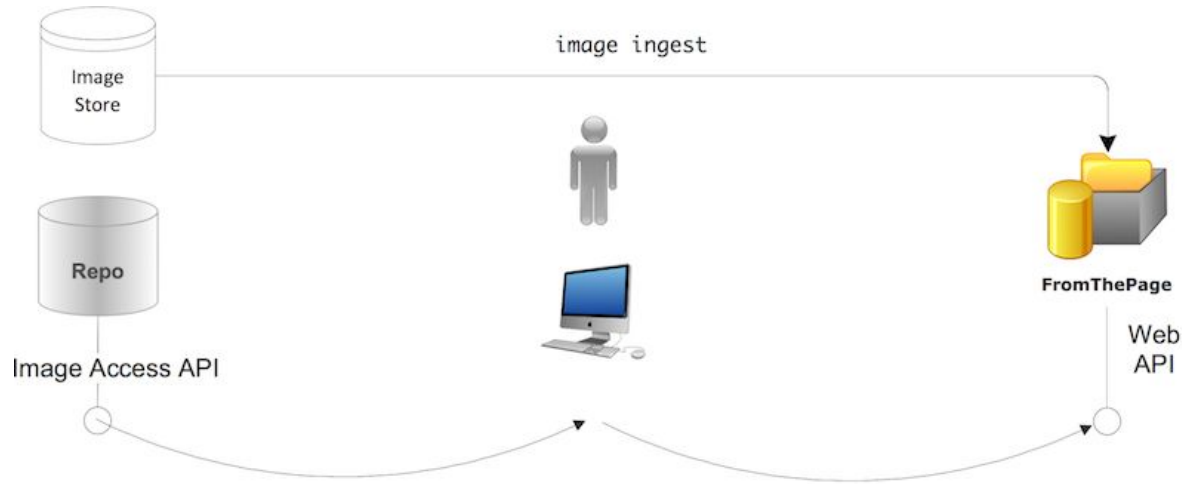 image ingest
Image
Store
Repo
FromThePage
Image Access API
Web
API